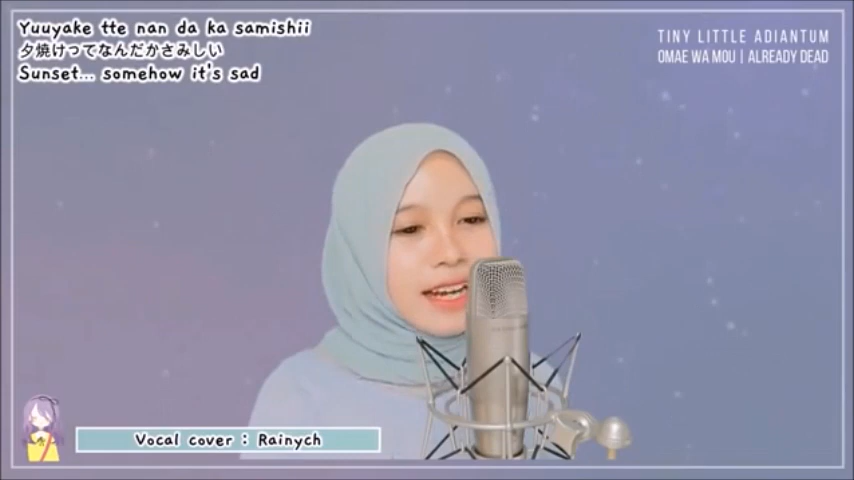 Yuuyake tte nan da ka samishii
夕焼けってなんだかさみしい
Sunset... somehow it's sad
TINY LITTLE ADIANTUM
OMAE WA MOU | ALREADY DEAD
Vocal cover : Rainych